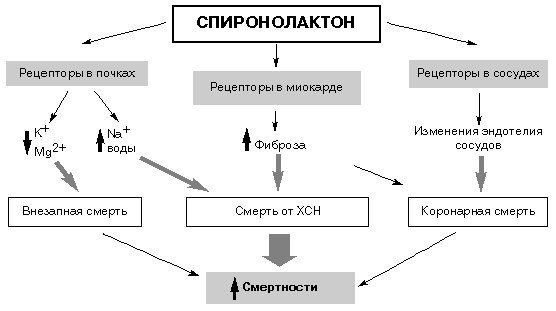 СПИРОНОЛАКТОН
Рецепторы в почках
Рецепторы в миокарде
Рецепторы в сосудах
K+
Mg2+
Na+
воды
Фиброза
Изменения эндотелия
сосудов
Внезапная смерть
Смерть от ХСН
Коронарная смерть
Смертности